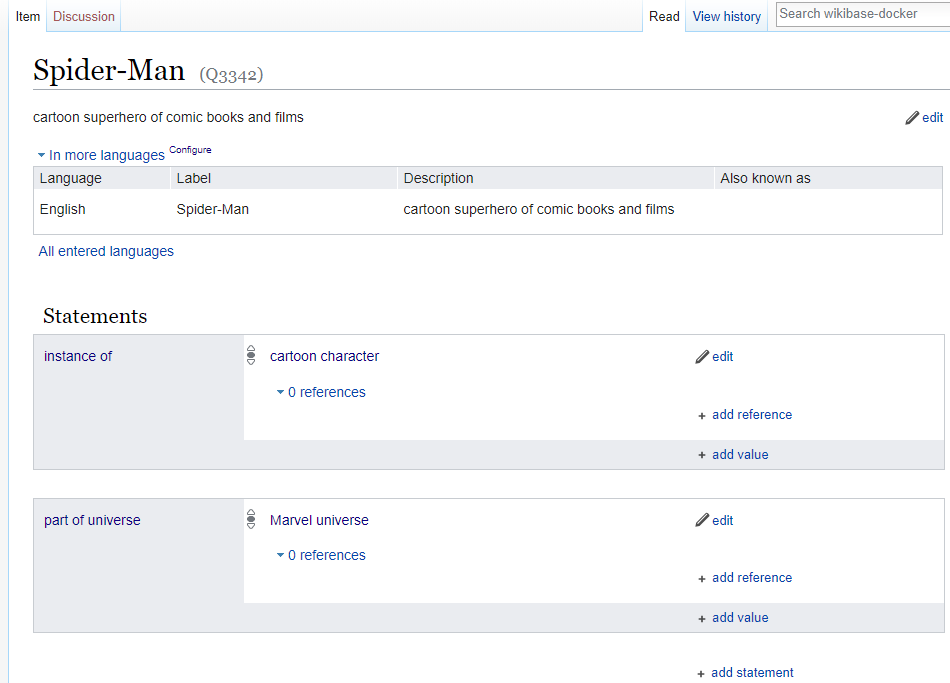 Item Discussion Read View history Search wikibase-docker
Spider-Man (Q3342)
cartoon superhero of comic books and films edit
In more languages Configure
Language Label Description Also known as
English Spider-Man cartoon superhero of comic books and films
All entered languages
Statements
instance of cartoon character edit
0 references
+ add reference
+ add value
part of universe Marvel universe edit
0 references
+ add reference
+ add value
+ add statement